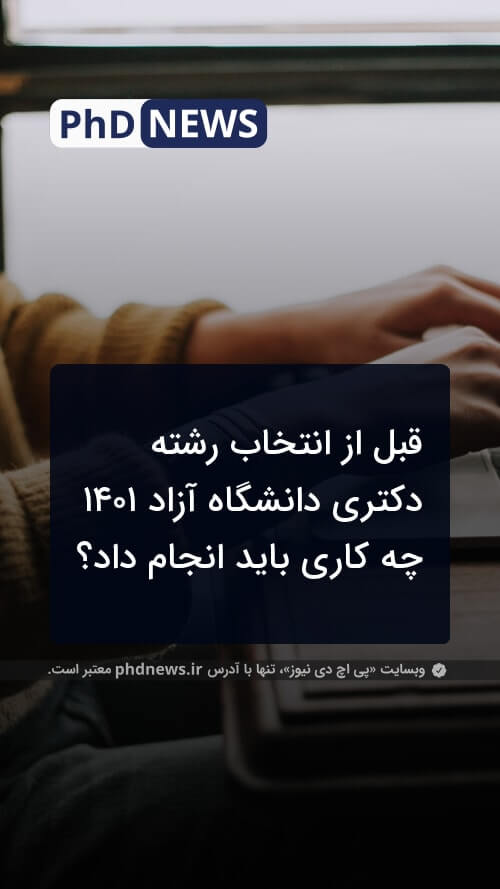 PhD NEWS
قبل از انتخاب رشته
دکتری دانشگاه آزاد ۱۴۰۱
چه کاری باید انجام داد؟
وبسایت «پی اچ دی نیوز»، تنها با آدرس phdnews.ir معتبر است.